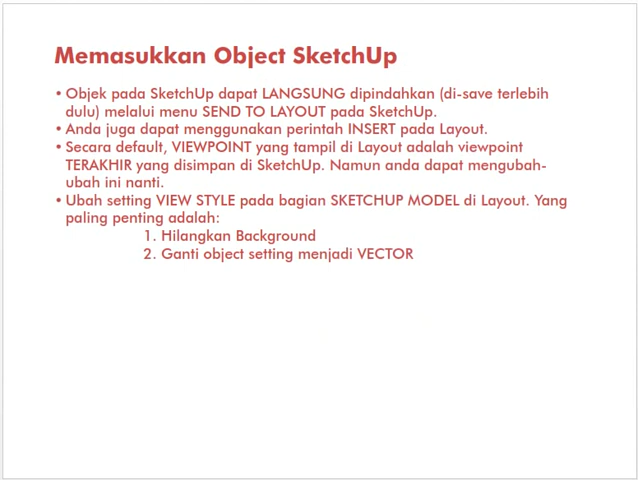 Memasukkan Object SketchUp
• Objek pada SketchUp dapat LANGSUNG dipindahkan (di-save terlebih
dulu) melalui menu SEND TO LAYOUT pada SketchUp.
• Anda juga dapat menggunakan perintah INSERT pada Layout.
• Secara default, VIEWPOINT yang tampil di Layout adalah viewpoint
TERAKHIR yang disimpan di SketchUp. Namun anda dapat mengubah-
ubah ini nanti.
• Ubah setting VIEW STYLE pada bagian SKETCHUP MODEL di Layout. Yang
paling penting adalah:
1. Hilangkan Background
2. Ganti object setting menjadi VECTOR